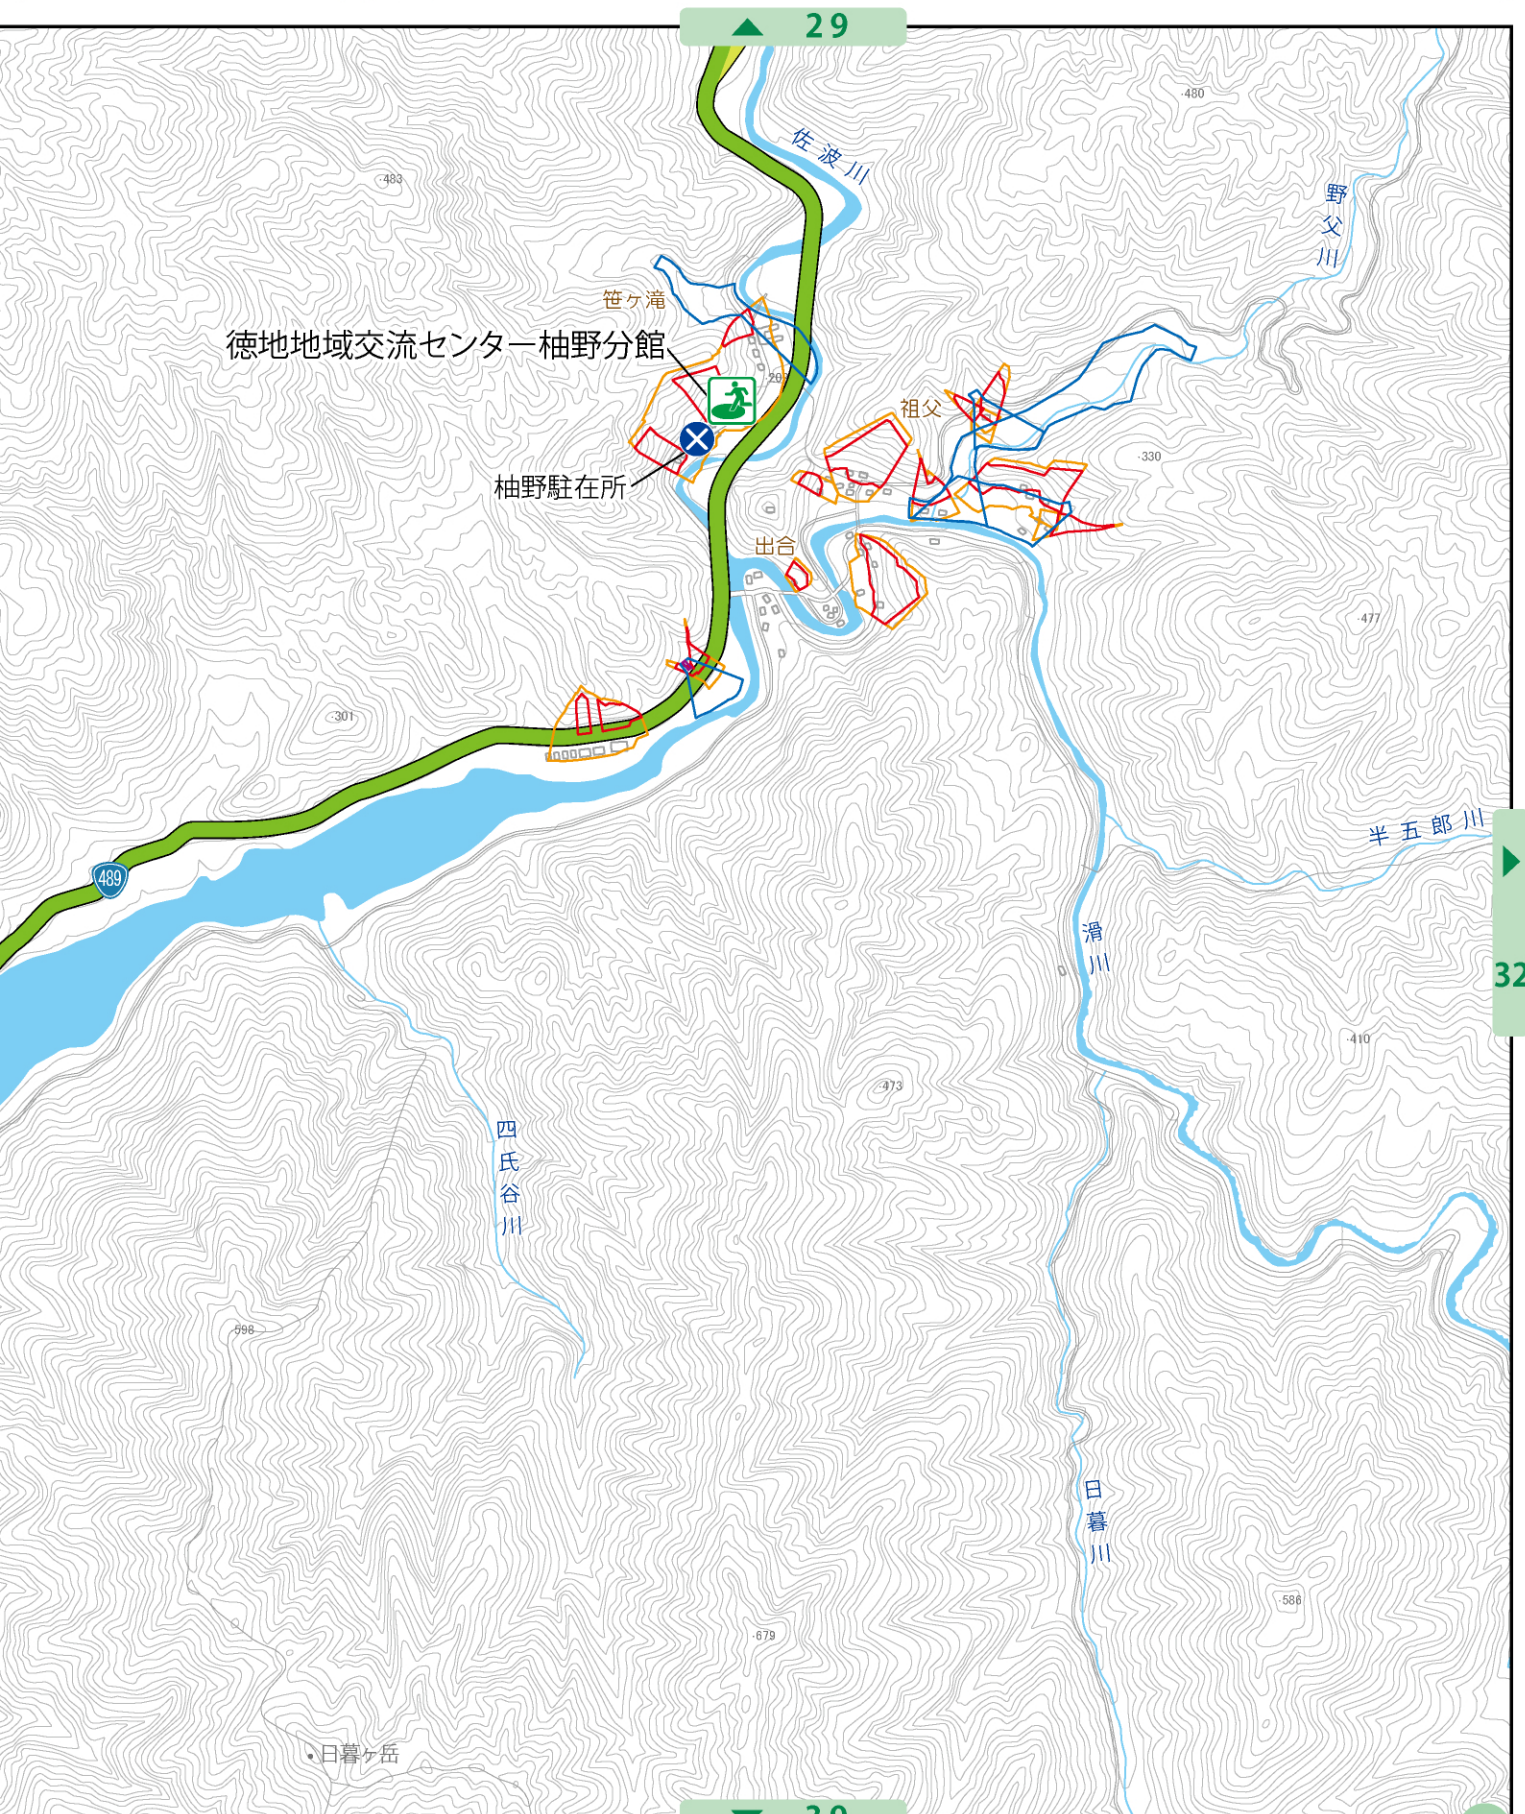 29
480
佐波川
483
野父川
笹ヶ滝
徳地地域交流センター柚野分館
祖父
330
柚野駐在所
出合
477
301
半五郎川
489
滑川
32
410
473
四氏谷川
598
日暮川
586
679
日暮ヶ岳